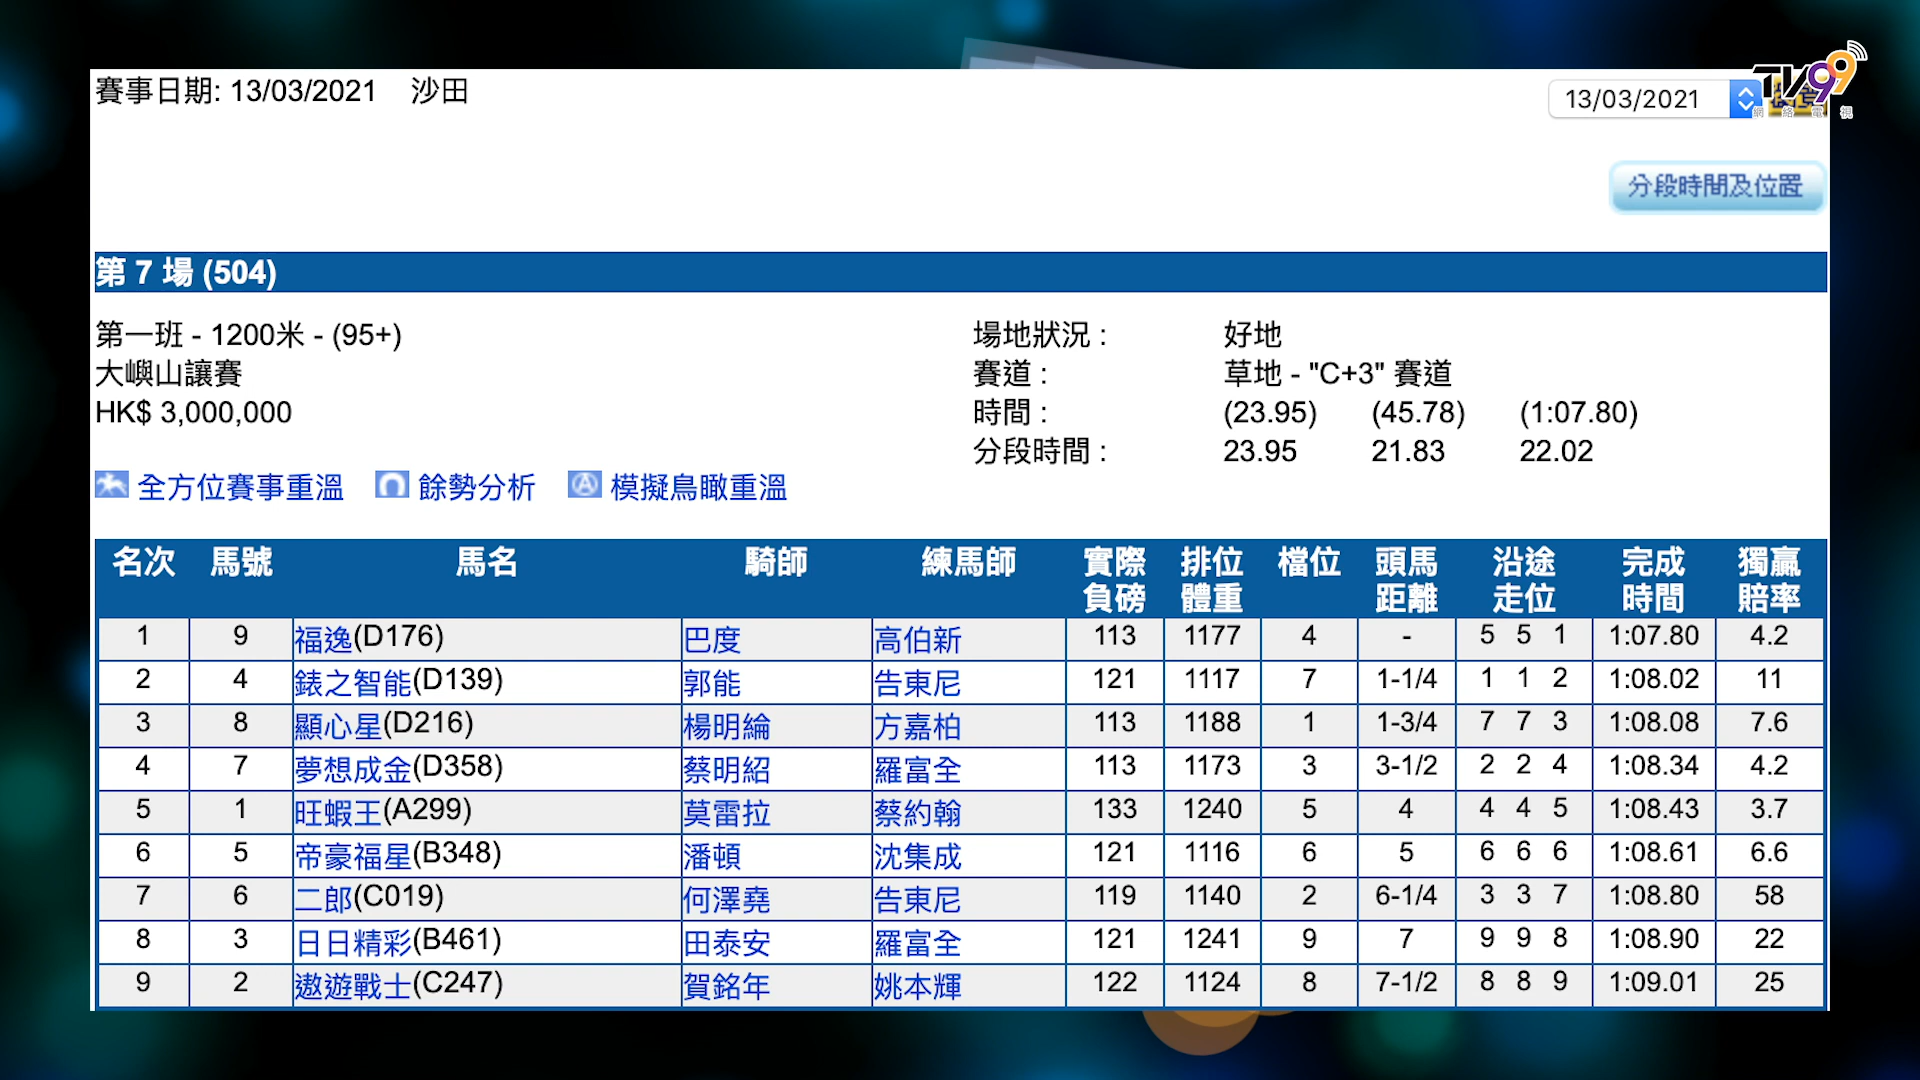 賽事日期: 13/03/2021 沙田
13/03/2021
TV99
網 絡 電 視
分段時間及位置
第 7 場 (504)
第一班 - 1200米 - (95+) 場地狀況 : 好地
大嶼山讓賽 賽道 : 草地 - "C+3" 賽道
HK$ 3,000,000 時間 : (23.95) (45.78) (1:07.80)
分段時間 : 23.95 21.83 22.02
全方位賽事重溫 餘勢分析 模擬鳥瞰重溫
名次 馬號 馬名 騎師 練馬師 實際負磅 排位體重 檔位 頭馬距離 沿途走位 完成時間 獨贏賠率
1 9 福逸(D176) 巴度 高伯新 113 1177 4 - 5 5 1 1:07.80 4.2
2 4 錶之智能(D139) 郭能 告東尼 121 1117 7 1-1/4 1 1 2 1:08.02 11
3 8 顯心星(D216) 楊明綸 方嘉柏 113 1188 1 1-3/4 7 7 3 1:08.08 7.6
4 7 夢想成金(D358) 蔡明紹 羅富全 113 1173 3 3-1/2 2 2 4 1:08.34 4.2
5 1 旺蝦王(A299) 莫雷拉 蔡約翰 133 1240 5 4 4 4 5 1:08.43 3.7
6 5 帝豪福星(B348) 潘頓 沈集成 121 1116 6 5 6 6 6 1:08.61 6.6
7 6 二郎(C019) 何澤堯 告東尼 119 1140 2 6-1/4 3 3 7 1:08.80 58
8 3 日日精彩(B461) 田泰安 羅富全 121 1241 9 7 9 9 8 1:08.90 22
9 2 遨遊戰士(C247) 賀銘年 姚本輝 122 1124 8 7-1/2 8 8 9 1:09.01 25